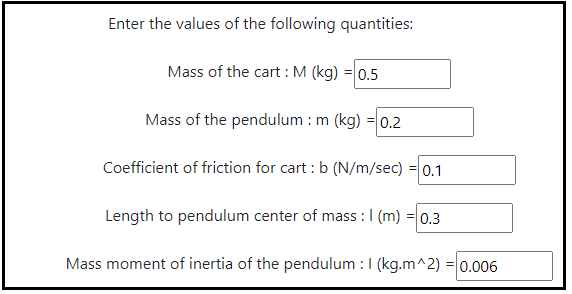 Enter the values of the following quantities:
Mass of the cart : M (kg) = 0.5
Mass of the pendulum : m (kg) = 0.2
Coefficient of friction for cart : b (N/m/sec) = 0.1
Length to pendulum center of mass : l (m) = 0.3
Mass moment of inertia of the pendulum : I (kg.m^2) = 0.006